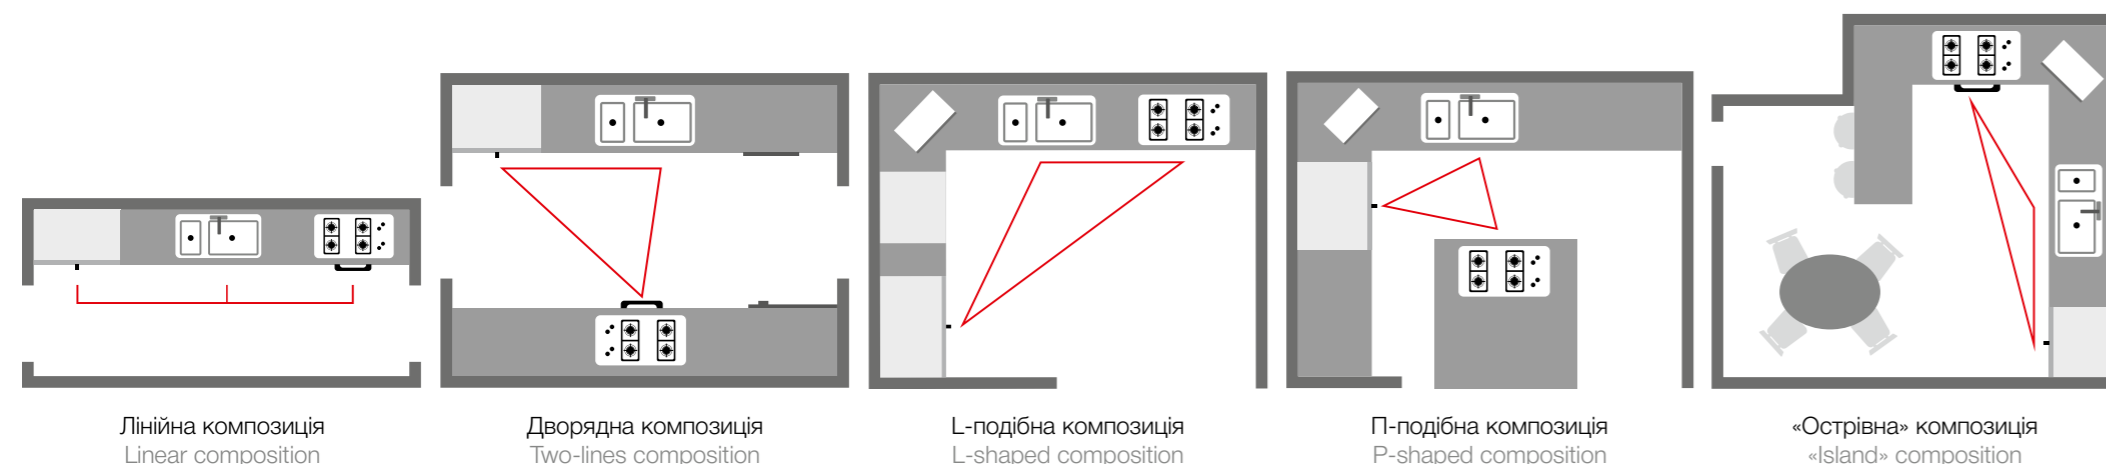 Лінійна композиція
Linear composition
Дворядна композиція
Two-lines composition
L-подібна композиція
L-shaped composition
П-подібна композиція
P-shaped composition
«Острівна» композиція
«Island» composition